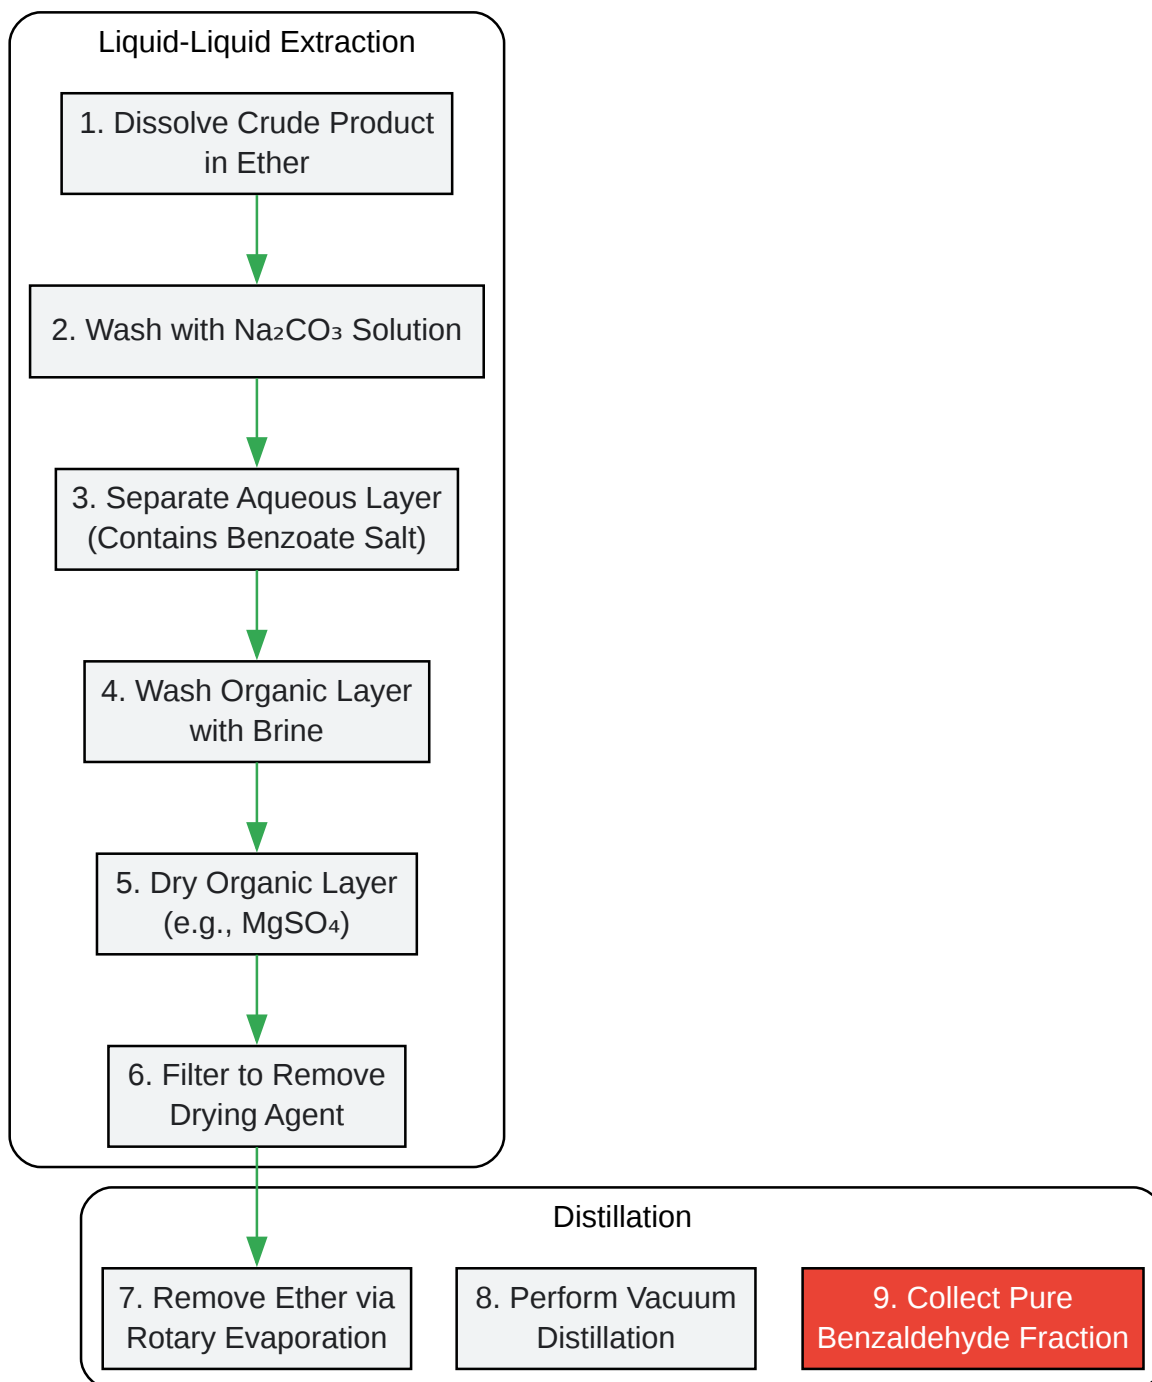 Liquid-Liquid Extraction
1. Dissolve Crude Product
in Ether
2. Wash with Na₂CO₃ Solution
3. Separate Aqueous Layer
(Contains Benzoate Salt)
4. Wash Organic Layer
with Brine
5. Dry Organic Layer
(e.g., MgSO₄)
6. Filter to Remove
Drying Agent
Distillation
7. Remove Ether via
Rotary Evaporation
8. Perform Vacuum
Distillation
9. Collect Pure
Benzaldehyde Fraction